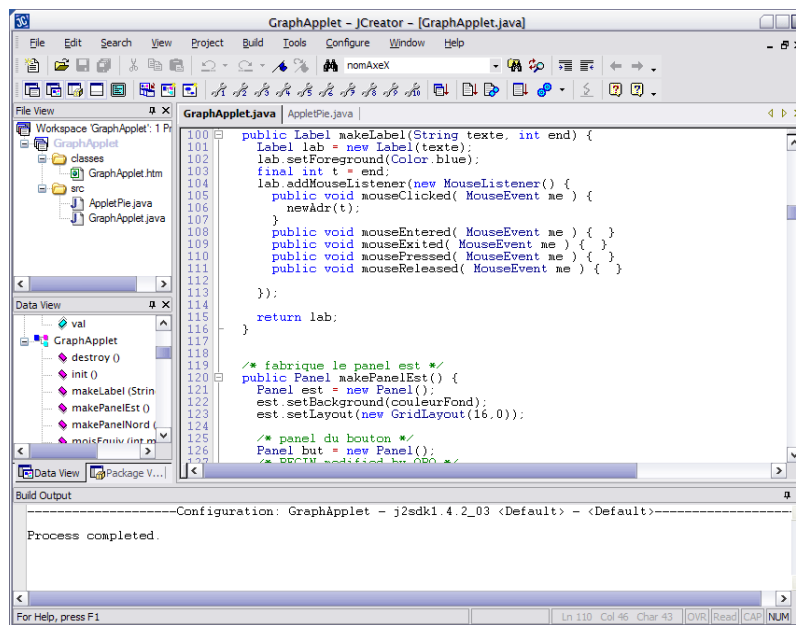 GraphApplet - JCreator - [GraphApplet.java]
File Edit Search View Project Build Tools Configure Window Help
nomAxeX
File View
Workspace 'GraphApplet': 1 Pr
GraphApplet
classes
GraphApplet.htm
src
AppletPie.java
GraphApplet.java
Data View
val
GraphApplet
destroy ()
init ()
makeLabel (Strin
makePanelEst ()
makePanelNord (
moisEquiv (int m
Data View Package V...
GraphApplet.java AppletPie.java
100 public Label makeLabel(String texte, int end) {
101 Label lab = new Label(texte);
102 lab.setForeground(Color.blue);
103 final int t = end;
104 lab.addMouseListener(new MouseListener() {
105 public void mouseClicked( MouseEvent me ) {
106 newAdr(t);
107 }
108 public void mouseEntered( MouseEvent me ) { }
109 public void mouseExited( MouseEvent me ) { }
110 public void mousePressed( MouseEvent me ) { }
111 public void mouseReleased( MouseEvent me ) { }
112
113 });
114
115 return lab;
116 }
117
118
119 /* fabrique le panel est */
120 public Panel makePanelEst() {
121 Panel est = new Panel();
122 est.setBackground(couleurFond);
123 est.setLayout(new GridLayout(16,0));
124
125 /* panel du bouton */
126 Panel but = new Panel();
127 /* BEGIN modified by ORO */
Build Output
--------------------Configuration: GraphApplet - j2sdk1.4.2_03 <Default> - <Default>--------------------
Process completed.
For Help, press F1
Ln 110 Col 46 Char 43 OVR Read CAP NUM